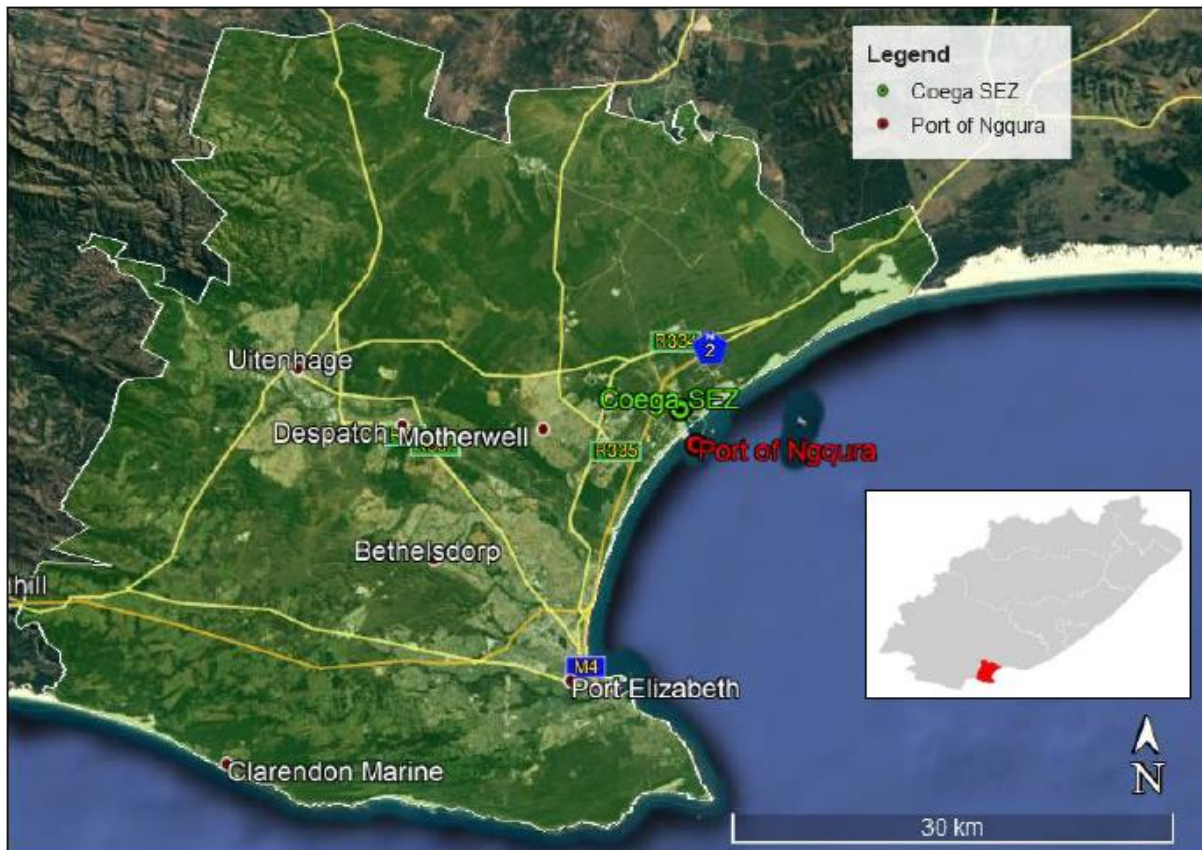 Legend
Coega SEZ
Port of Ngqura
R334
N
2
Uitenhage
Coega SEZ
Despatch
Motherwell
R335
Port of Ngqura
Bethelsdorp
hill
M4
Port Elizabeth
Clarendon Marine
N
30 km